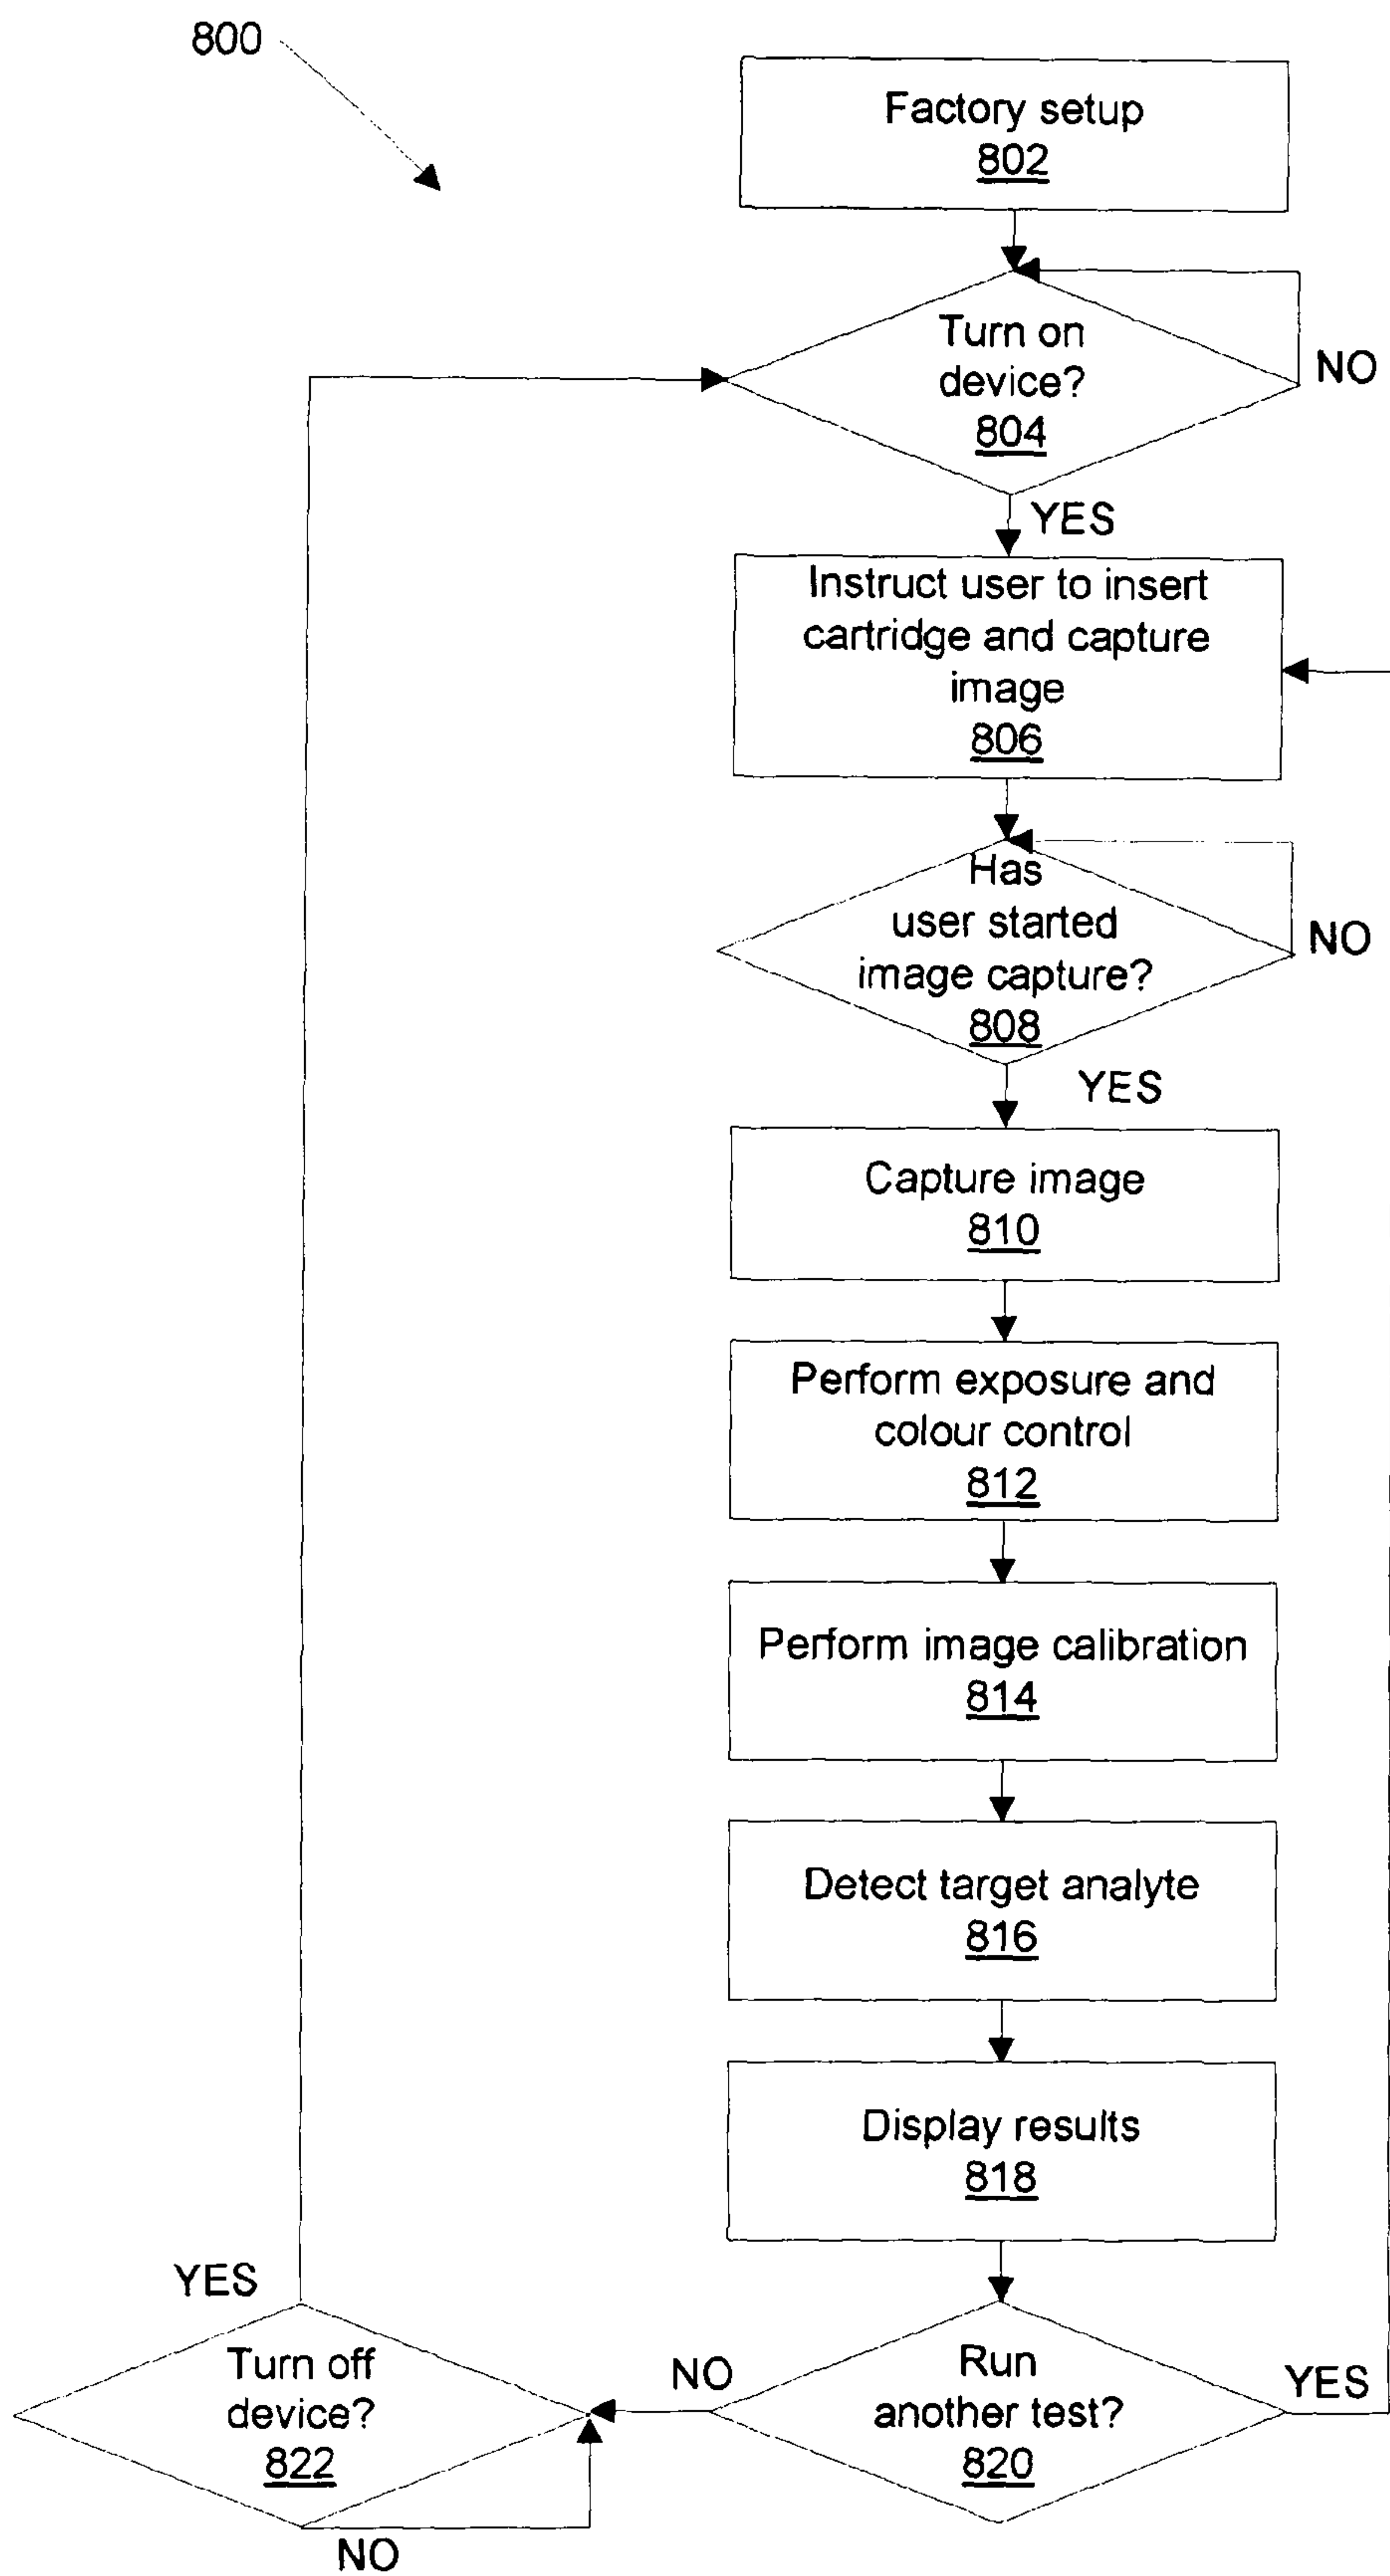 800
Factory setup
802
Turn on
device?
804
NO
YES
Instruct user to insert
cartridge and capture
image
806
Has
user started
image capture?
808
NO
YES
Capture image
810
Perform exposure and
colour control
812
Perform image calibration
814
Detect target analyte
816
Display results
818
Run
another test?
820
YES
NO
Turn off
device?
822
YES
NO